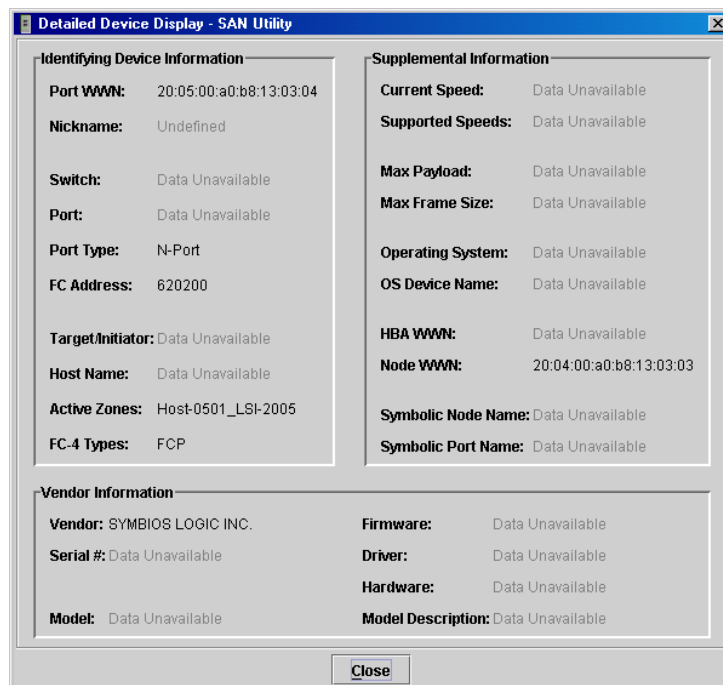 Detailed Device Display - SAN Utility
Identifying Device Information
Port WWN: 20:05:00:a0:b8:13:03:04
Nickname: Undefined
Switch: Data Unavailable
Port: Data Unavailable
Port Type: N-Port
FC Address: 620200
Target/Initiator: Data Unavailable
Host Name: Data Unavailable
Active Zones: Host-0501_LSI-2005
FC-4 Types: FCP
Supplemental Information
Current Speed: Data Unavailable
Supported Speeds: Data Unavailable
Max Payload: Data Unavailable
Max Frame Size: Data Unavailable
Operating System: Data Unavailable
OS Device Name: Data Unavailable
HBA WWN: Data Unavailable
Node WWN: 20:04:00:a0:b8:13:03:03
Symbolic Node Name: Data Unavailable
Symbolic Port Name: Data Unavailable
Vendor Information
Vendor: SYMBIOS LOGIC INC.
Serial #: Data Unavailable
Model: Data Unavailable
Firmware: Data Unavailable
Driver: Data Unavailable
Hardware: Data Unavailable
Model Description: Data Unavailable
Close